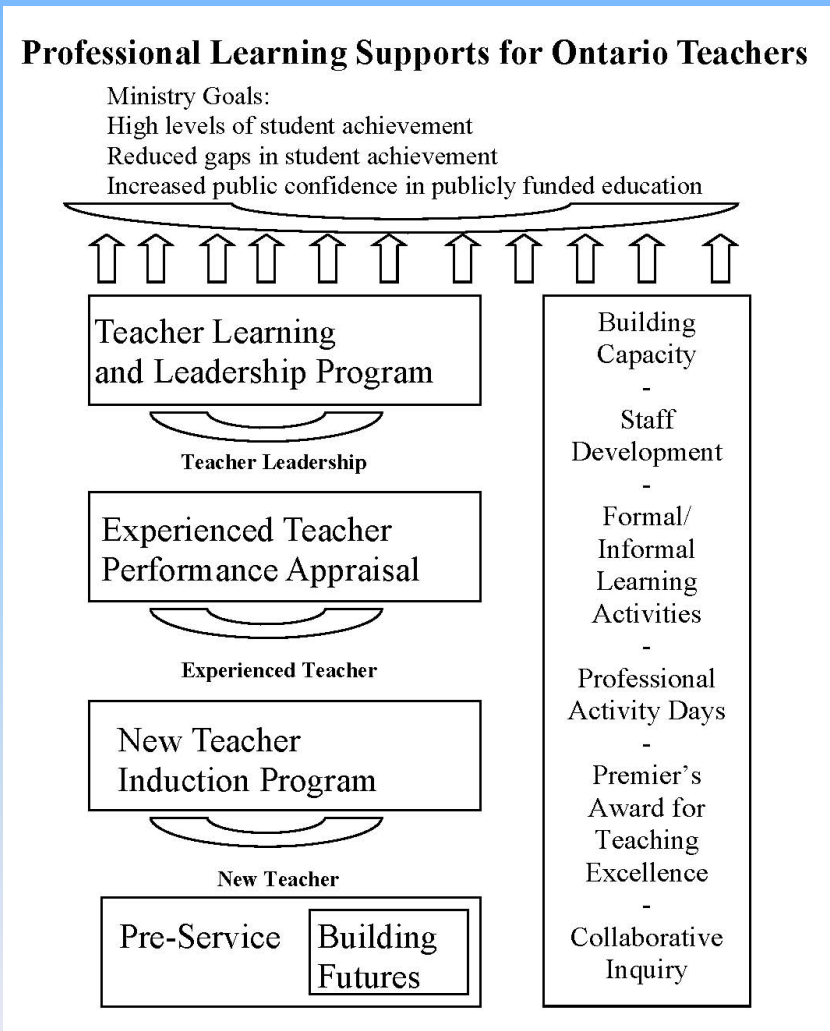 Professional Learning Supports for Ontario Teachers
Ministry Goals:
High levels of student achievement
Reduced gaps in student achievement
Increased public confidence in publicly funded education
Teacher Learning
and Leadership Program
Teacher Leadership
Experienced Teacher
Performance Appraisal
Experienced Teacher
New Teacher
Induction Program
New Teacher
Pre-Service
Building
Futures
Building
Capacity
-
Staff
Development
-
Formal/
Informal
Learning
Activities
-
Professional
Activity Days
-
Premier's
Award for
Teaching
Excellence
-
Collaborative
Inquiry